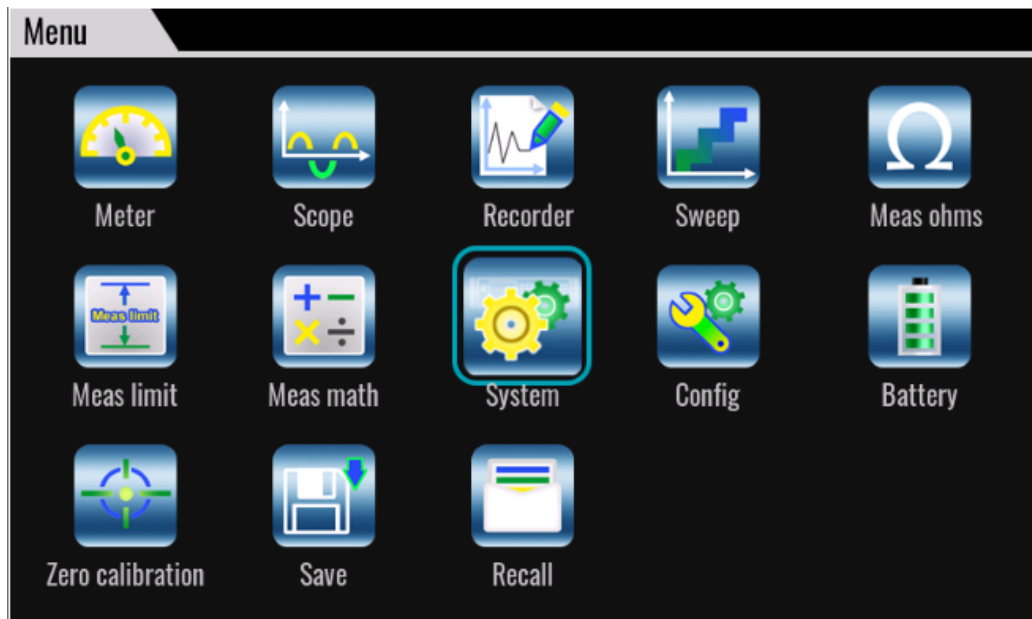 Menu
Meter
Scope
Recorder
Sweep
Meas ohms
Meas limit
Meas limit
Meas math
System
Config
Battery
Zero calibration
Save
Recall